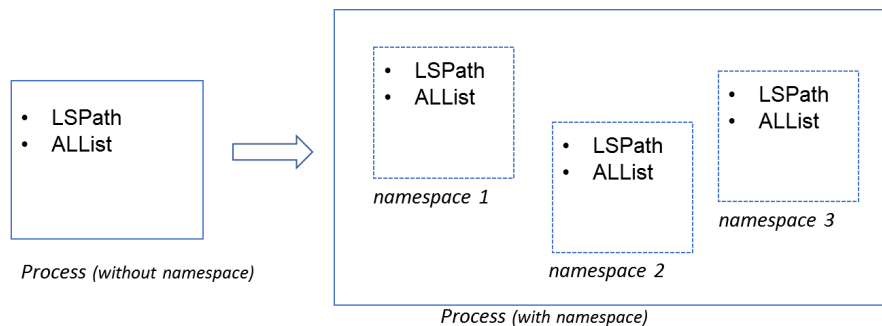 • LSPath
• ALList
Process (without namespace)
• LSPath
• ALList
namespace 1
• LSPath
• ALList
namespace 2
• LSPath
• ALList
namespace 3
Process (with namespace)